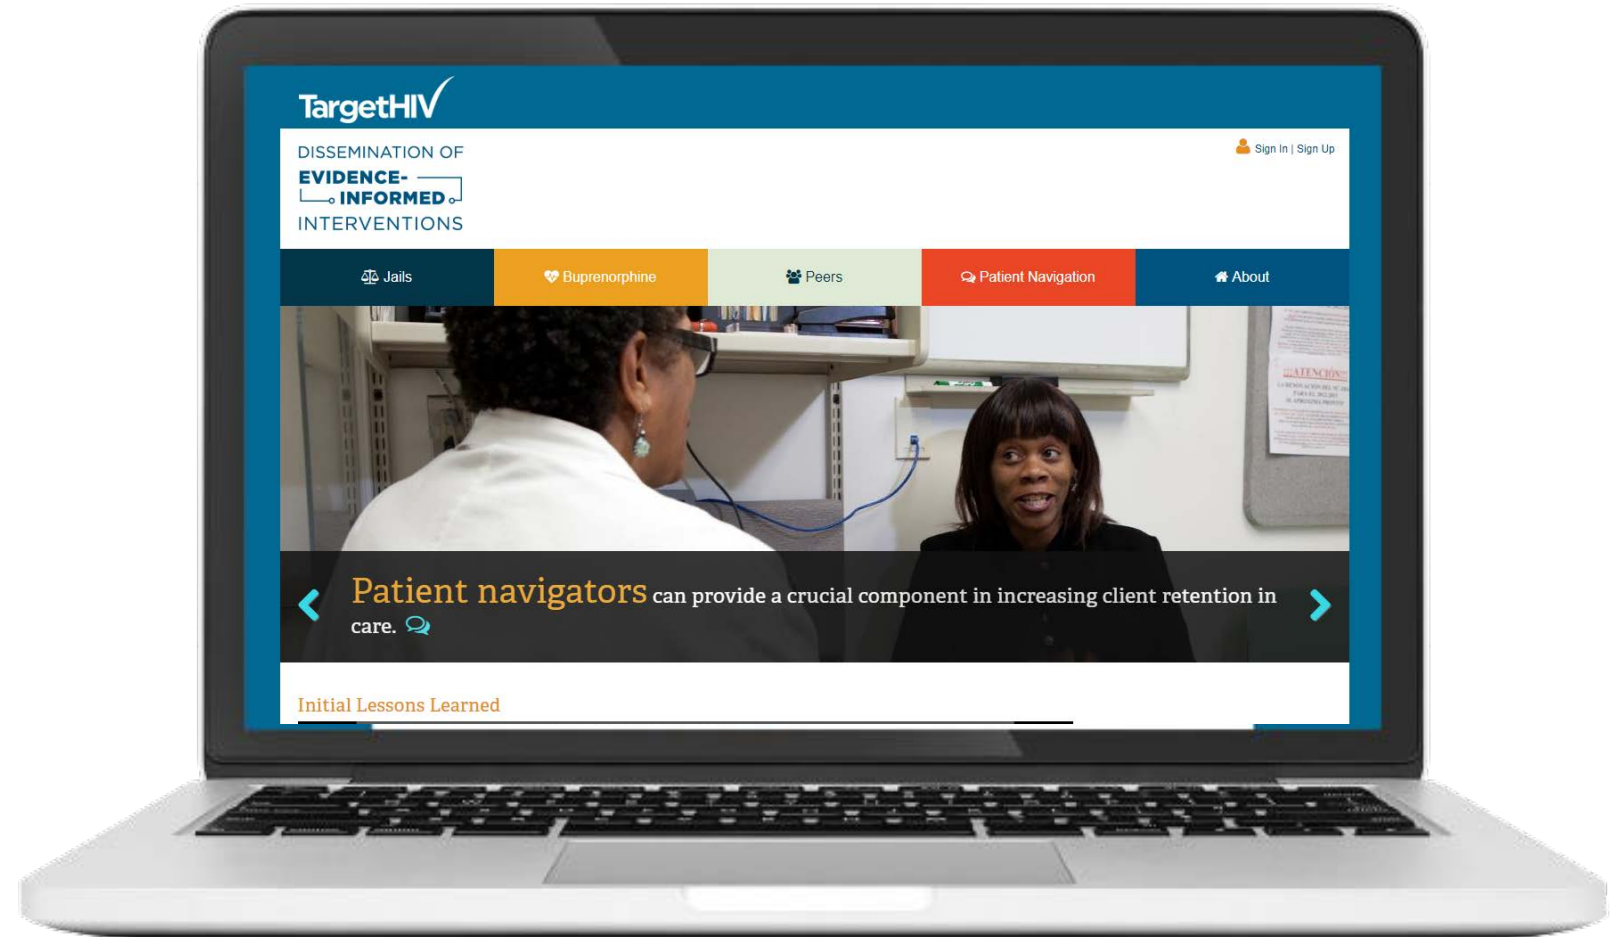 TargetHIV
DISSEMINATION OF
EVIDENCE-
INFORMED
INTERVENTIONS
Sign In | Sign Up
Jails
Buprenorphine
Peers
Patient Navigation
About
!!!ATENCIÓN!!!
Patient navigators can provide a crucial component in increasing client retention in
care.
Initial Lessons Learned